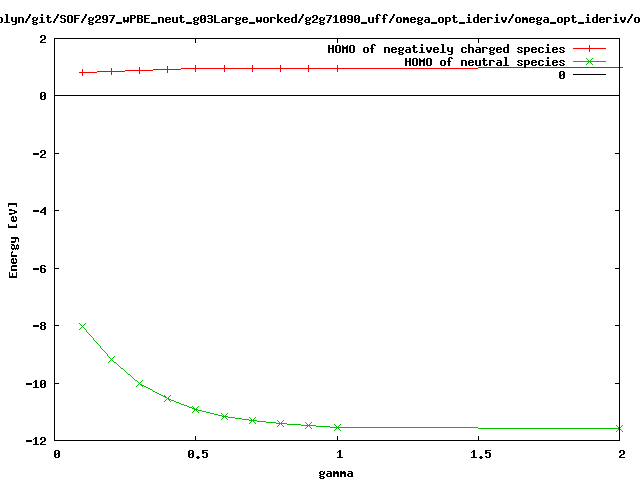 olyn/git/SOF/g297_wPBE_neut_g03Large_worked/g2g71090_uff/omega_opt_ideriv/omega_opt_ideriv/o
HOMO of negatively charged species
HOMO of neutral species
0
2
0
-2
-4
-6
-8
-10
-12
Energy [eV]
0 0.5 1 1.5 2
gamma